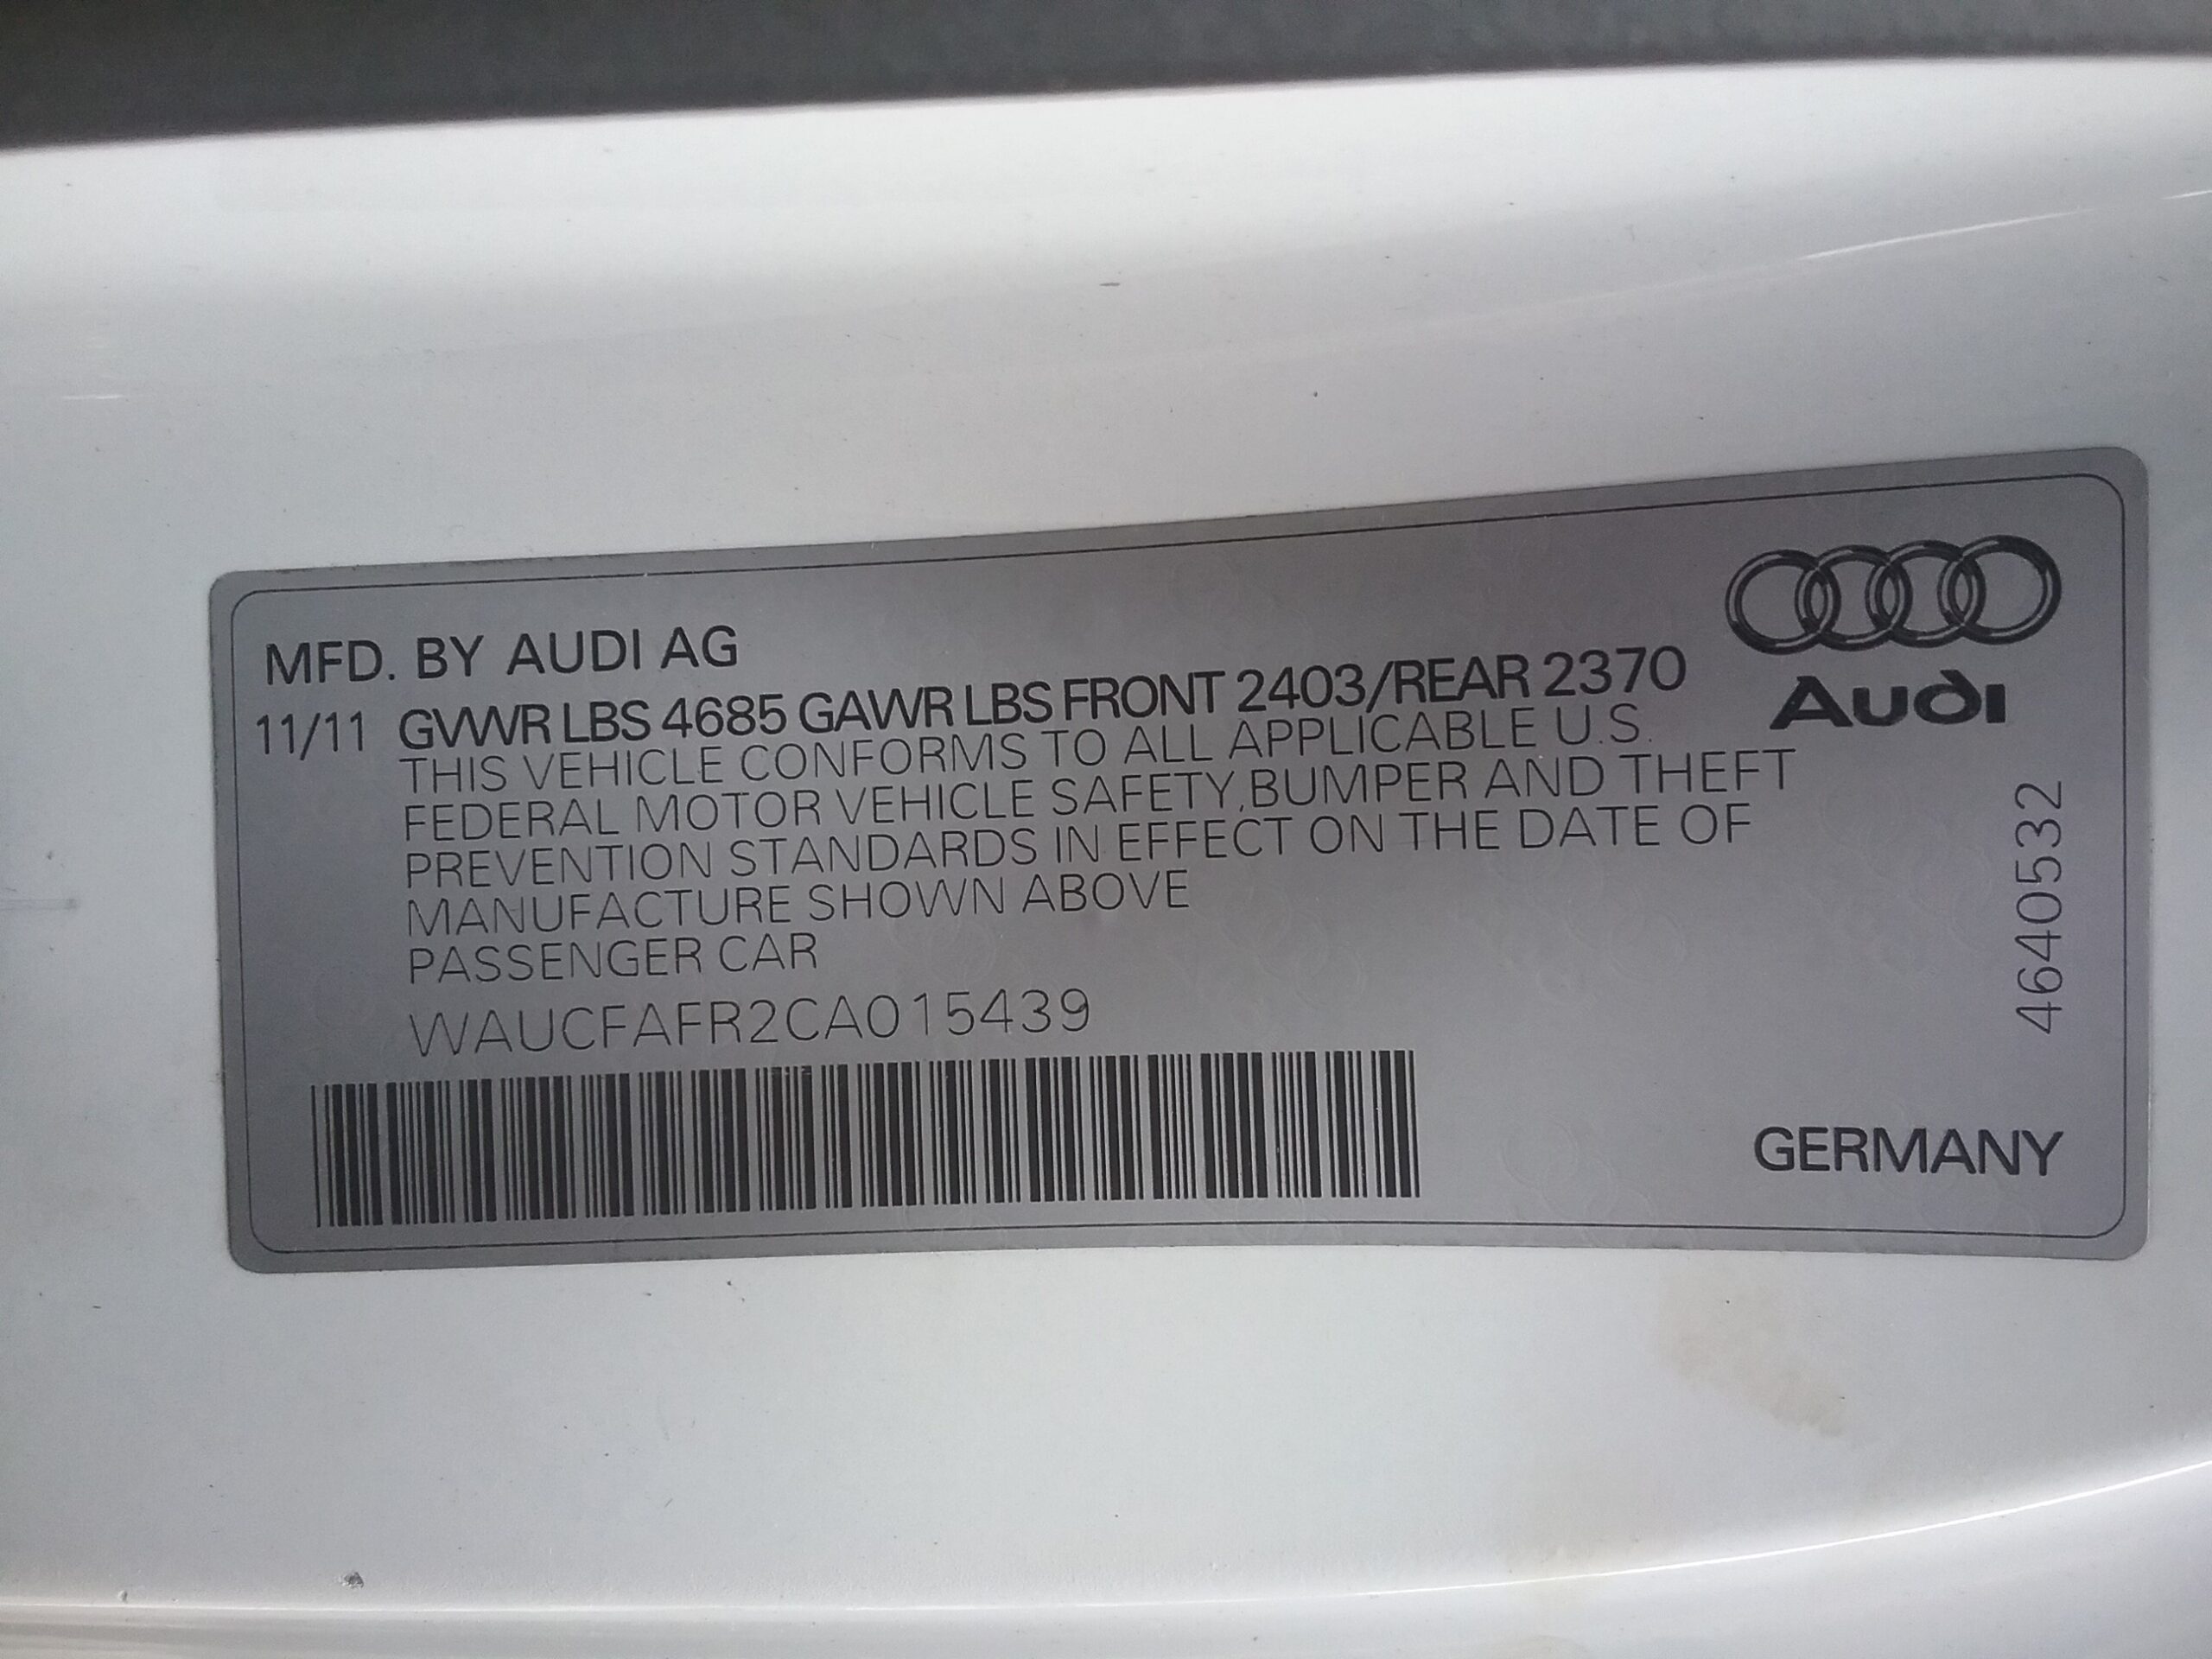 MFD. BY AUDI AG
11/11 GVWR LBS 4685 GAWR LBS FRONT 2403/REAR 2370
THIS VEHICLE CONFORMS TO ALL APPLICABLE U.S.
FEDERAL MOTOR VEHICLE SAFETY,BUMPER AND THEFT
PREVENTION STANDARDS IN EFFECT ON THE DATE OF
MANUFACTURE SHOWN ABOVE
PASSENGER CAR
WAUCFAFR2CA015439
Audi
4640532
GERMANY